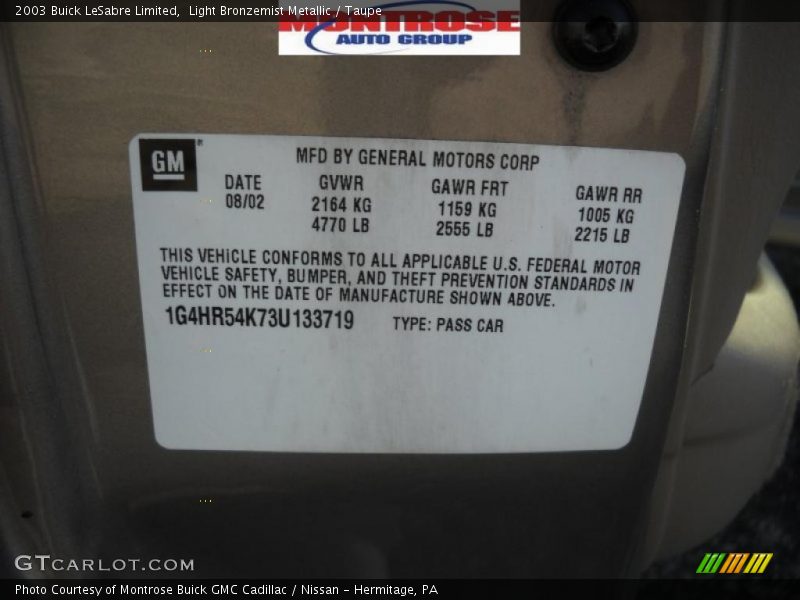 2003 Buick LeSabre Limited, Light Bronzemist Metallic / Taupe
MONTROSE
AUTO GROUP
GM
MFD BY GENERAL MOTORS CORP
DATE GVWR GAWR FRT GAWR RR
08/02 2164 KG 1159 KG 1005 KG
4770 LB 2555 LB 2215 LB
THIS VEHICLE CONFORMS TO ALL APPLICABLE U.S. FEDERAL MOTOR
VEHICLE SAFETY, BUMPER, AND THEFT PREVENTION STANDARDS IN
EFFECT ON THE DATE OF MANUFACTURE SHOWN ABOVE.
1G4HR54K73U133719 TYPE: PASS CAR
GTCARLOT.COM
Photo Courtesy of Montrose Buick GMC Cadillac / Nissan - Hermitage, PA